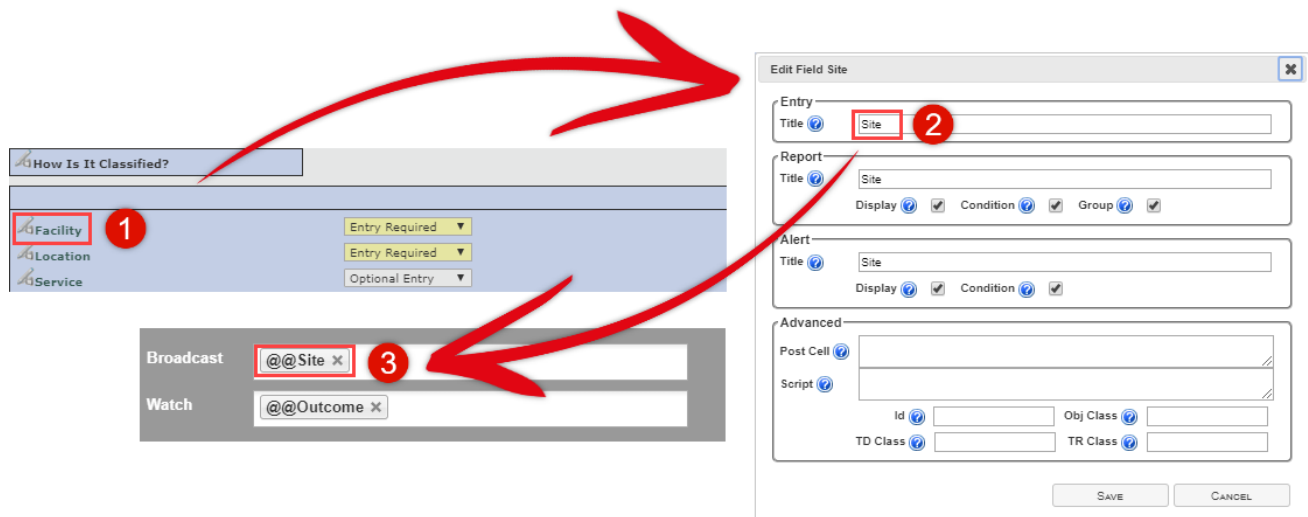 How Is It Classified?
Facility
1
Entry Required
Location
Entry Required
Service
Optional Entry
Edit Field Site
Entry
Title
Site
2
Report
Title
Site
Display
Condition
Group
Alert
Title
Site
Display
Condition
Advanced
Post Cell
Script
Id
Obj Class
TD Class
TR Class
SAVE
CANCEL
Broadcast
@@Site ×
3
Watch
@@Outcome ×